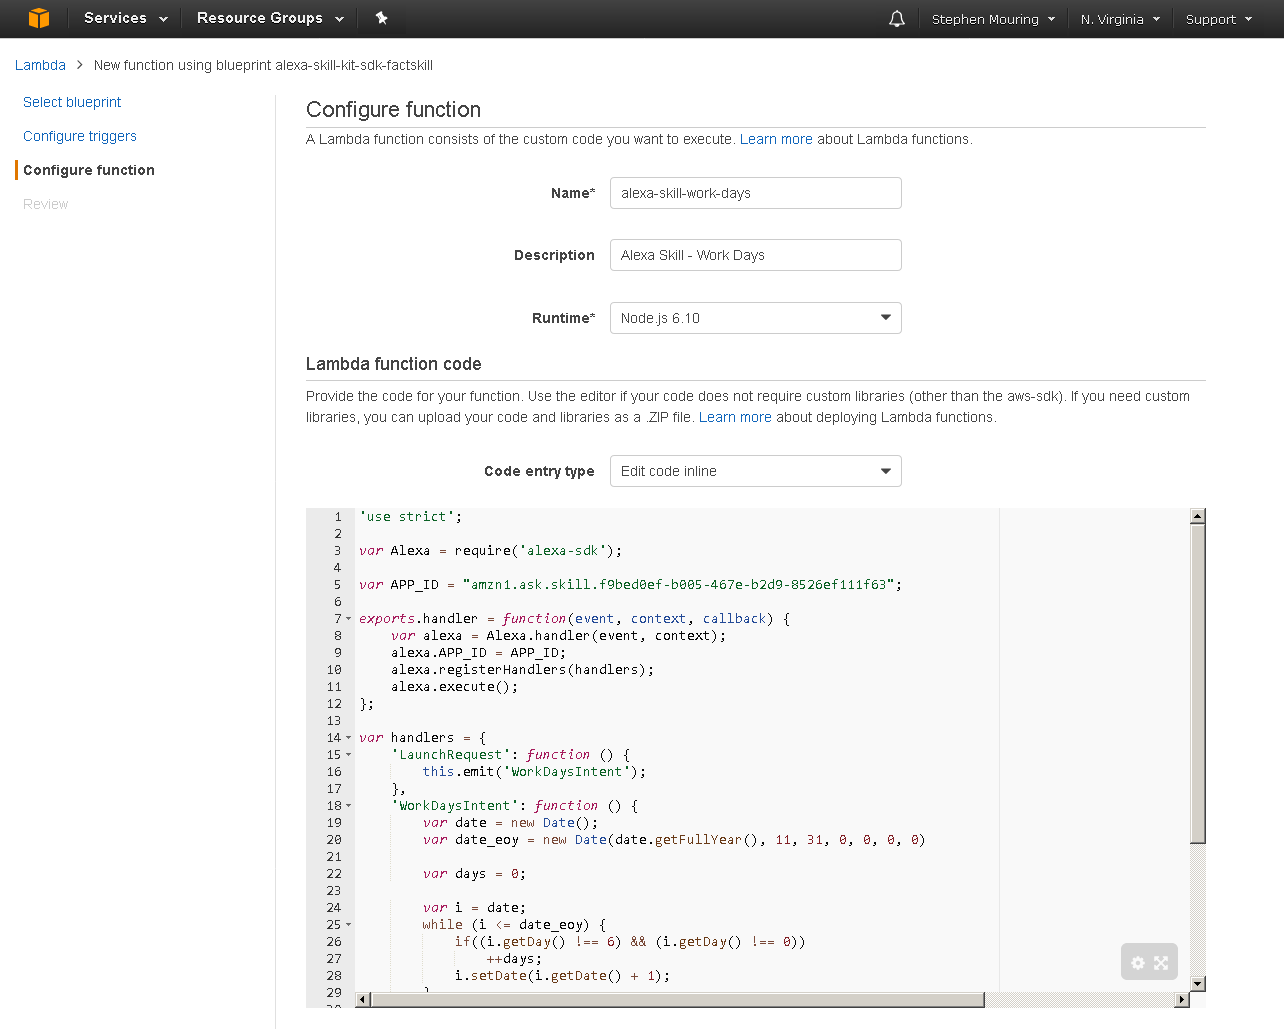 Services Resource Groups Stephen Mouring N. Virginia Support
Lambda > New function using blueprint alexa-skill-kit-sdk-factskill
Select blueprint
Configure triggers
Configure function
Review
Configure function
A Lambda function consists of the custom code you want to execute. Learn more about Lambda functions.
Name* alexa-skill-work-days
Description Alexa Skill - Work Days
Runtime* Node.js 6.10
Lambda function code
Provide the code for your function. Use the editor if your code does not require custom libraries (other than the aws-sdk). If you need custom
libraries, you can upload your code and libraries as a .ZIP file. Learn more about deploying Lambda functions.
Code entry type Edit code inline
1 'use strict';
2
3 var Alexa = require('alexa-sdk');
4
5 var APP_ID = "amzn1.ask.skill.f9bed0ef-b005-467e-b2d9-8526ef111f63";
6
7 exports.handler = function(event, context, callback) {
8 var alexa = Alexa.handler(event, context);
9 alexa.APP_ID = APP_ID;
10 alexa.registerHandlers(handlers);
11 alexa.execute();
12 };
13
14 var handlers = {
15 'LaunchRequest': function () {
16 this.emit('WorkDaysIntent');
17 },
18 'WorkDaysIntent': function () {
19 var date = new Date();
20 var date_eoy = new Date(date.getFullYear(), 11, 31, 0, 0, 0, 0)
21
22 var days = 0;
23
24 var i = date;
25 while (i <= date_eoy) {
26 if((i.getDay() !== 6) && (i.getDay() !== 0))
27 ++days;
28 i.setDate(i.getDate() + 1);
29 }